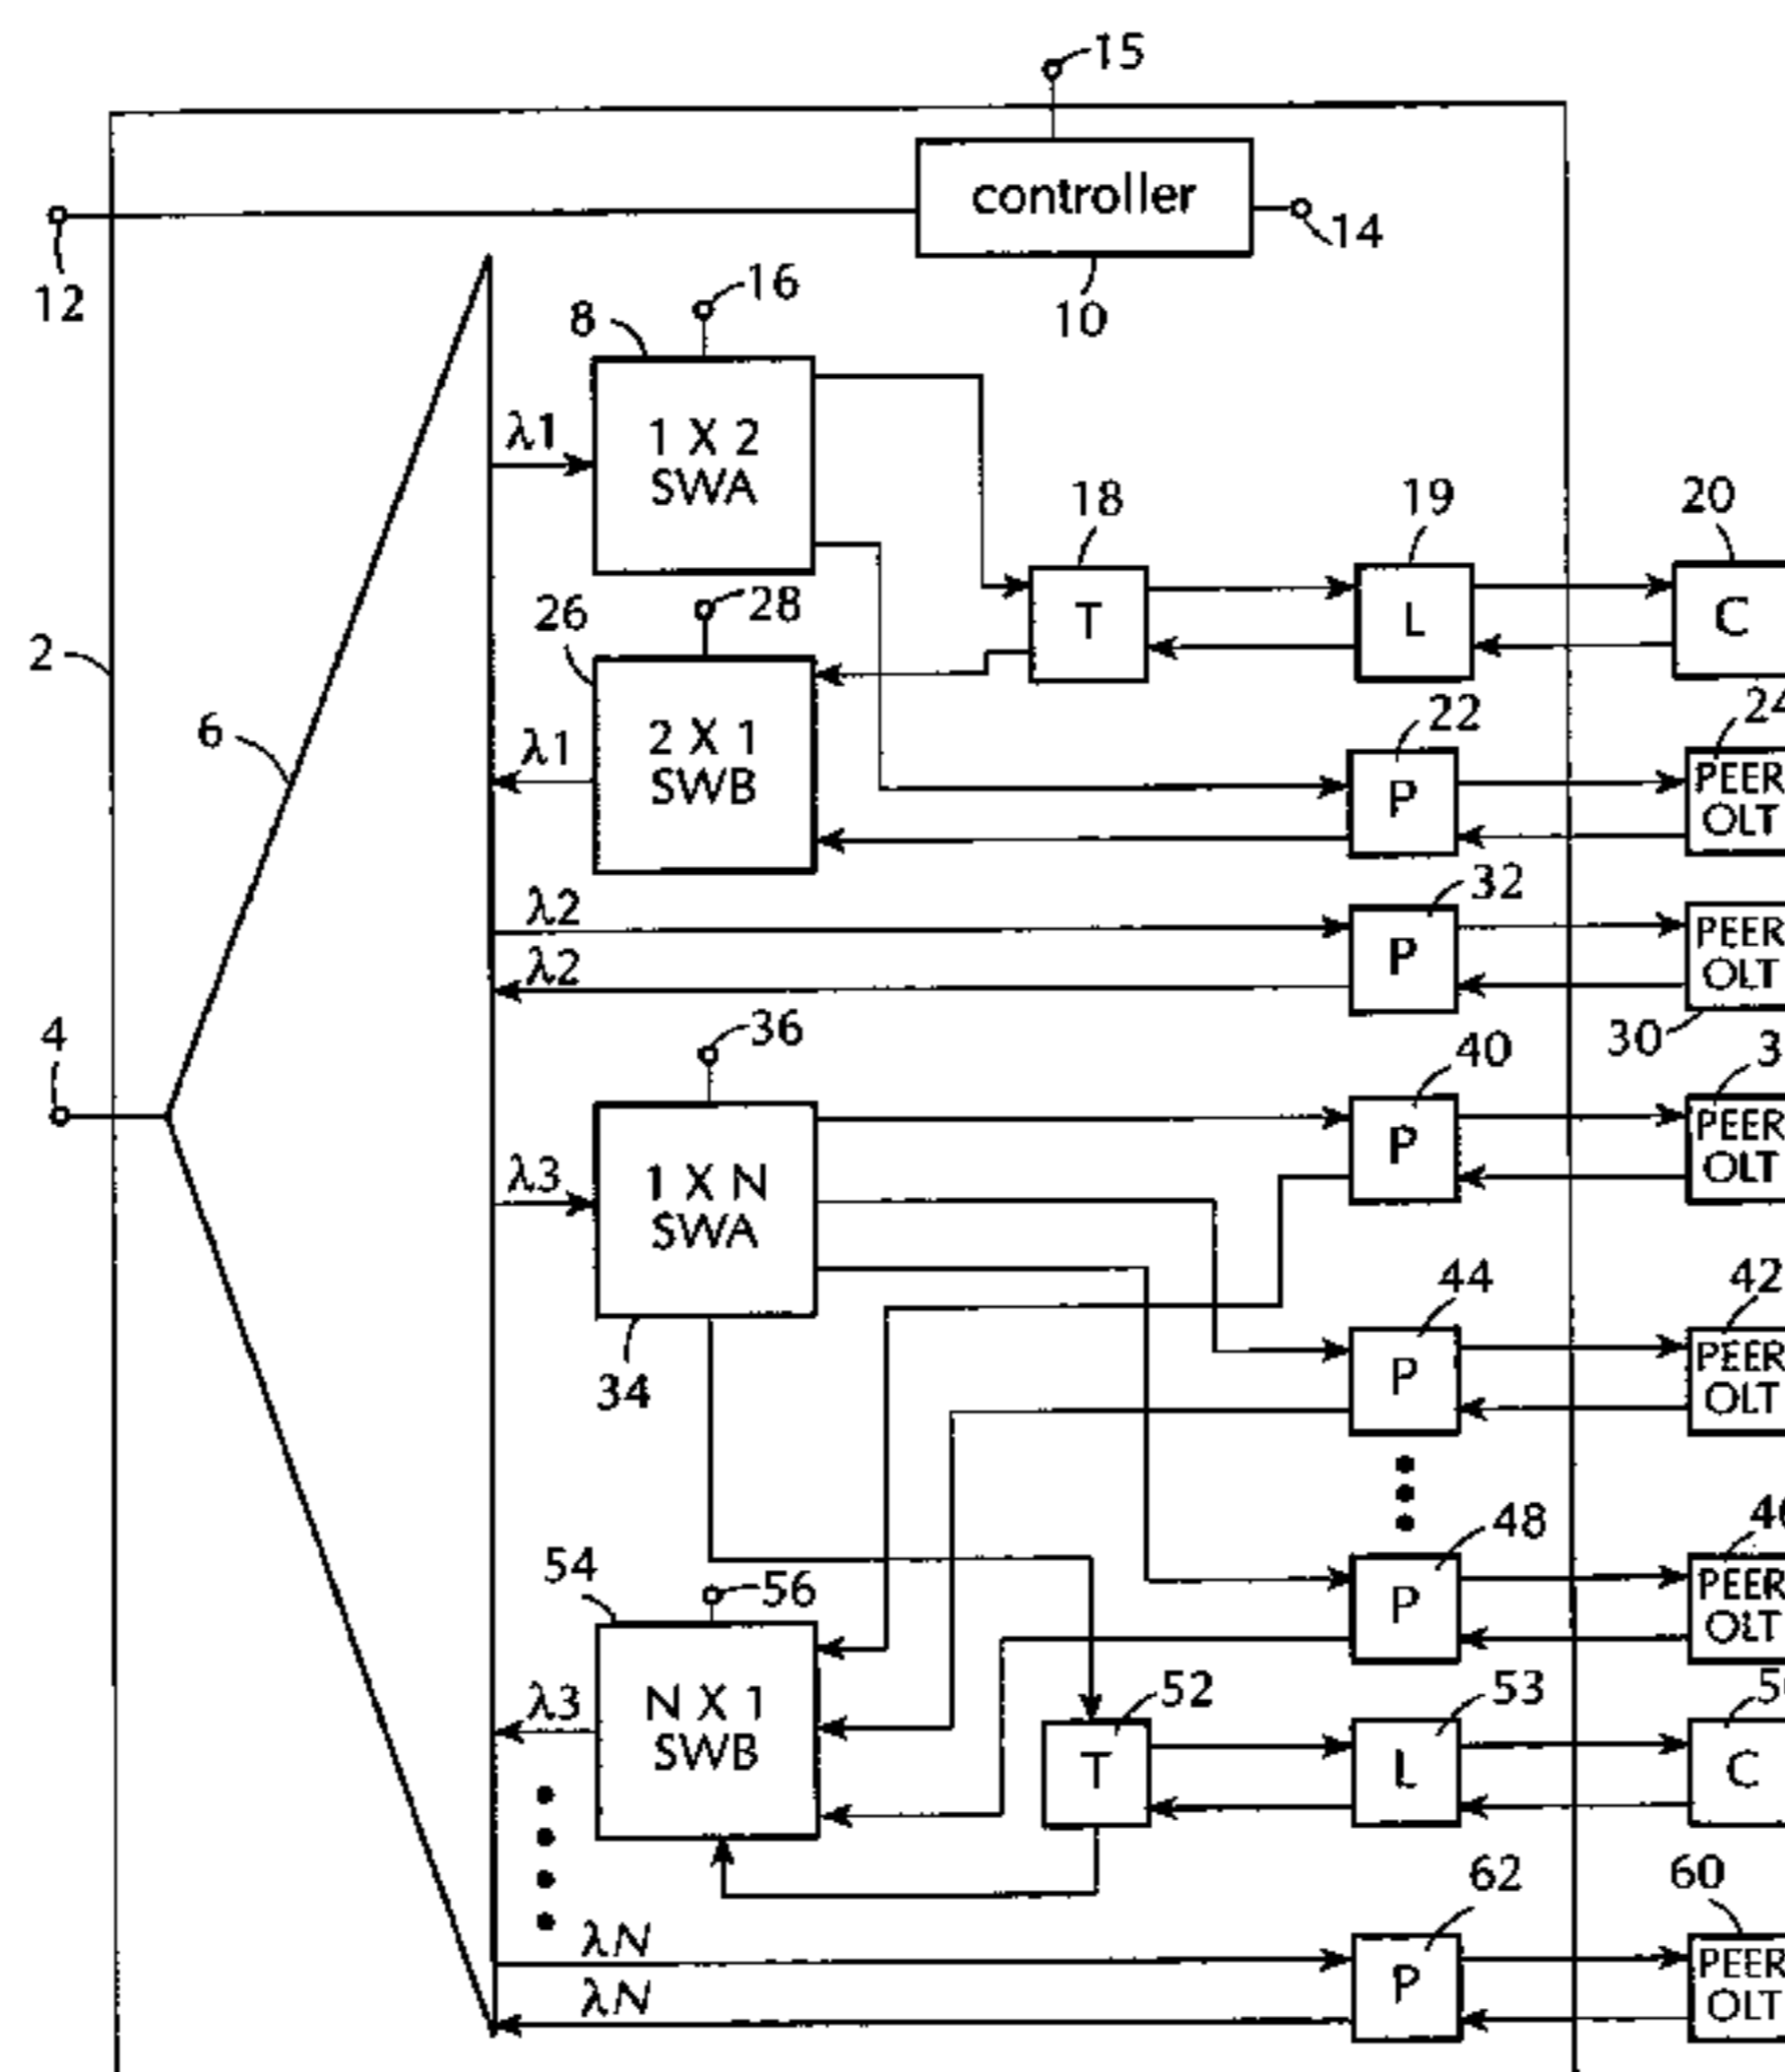 15
controller
12
14
10
16
8
λ1
1 X 2
SWA
18
19
20
T
L
C
26
28
2
6
λ1
2 X 1
SWB
22
24
P
PEER
OLT
λ2
32
P
PEER
OLT
λ2
30
4
36
40
3
P
PEER
OLT
λ3
1 X N
SWA
34
44
42
P
PEER
OLT
48
P
PEER
OLT
54
56
λ3
N X 1
SWB
52
53
T
L
C
62
60
λN
P
PEER
OLT
λN